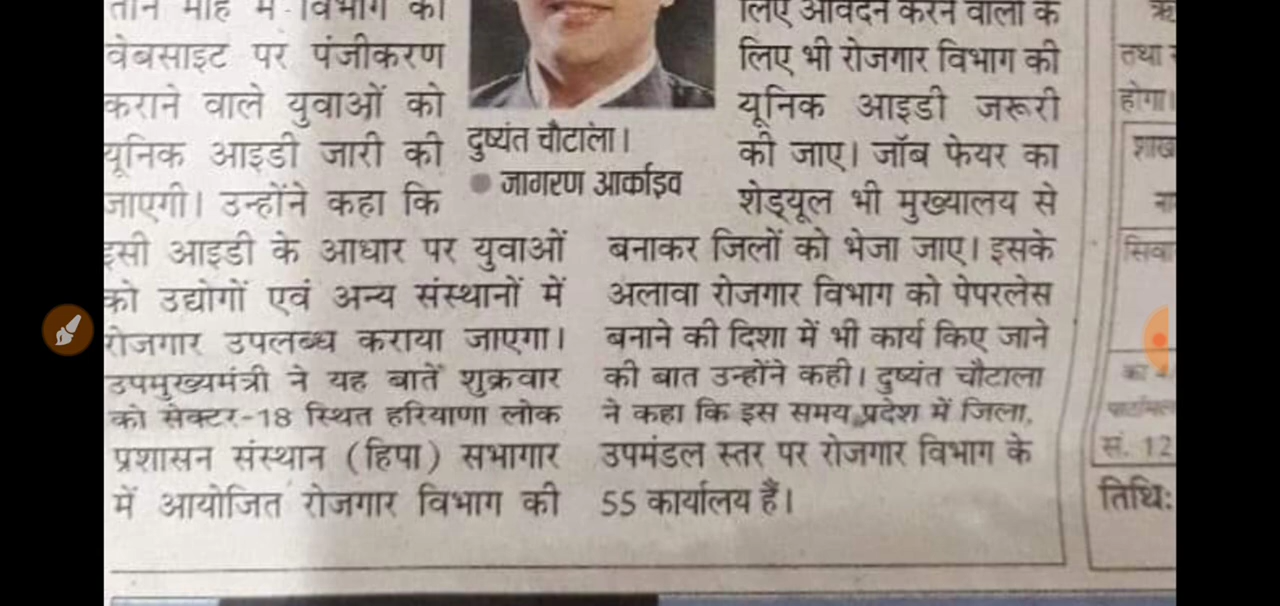 तीन माह में विभाग की
वेबसाइट पर पंजीकरण
कराने वाले युवाओं को
यूनिक आइडी जारी की
जाएगी। उन्होंने कहा कि
इसी आइडी के आधार पर युवाओं
को उद्योगों एवं अन्य संस्थानों में
रोजगार उपलब्ध कराया जाएगा।
उपमुख्यमंत्री ने यह बातें शुक्रवार
को सेक्टर-18 स्थित हरियाणा लोक
प्रशासन संस्थान (हिपा) सभागार
में आयोजित रोजगार विभाग की
दुष्यंत चौटाला।
जागरण आर्काइव
लिए आवेदन करने वालों के
लिए भी रोजगार विभाग की
यूनिक आइडी जरूरी
की जाए। जॉब फेयर का
शेड्यूल भी मुख्यालय से
बनाकर जिलों को भेजा जाए। इसके
अलावा रोजगार विभाग को पेपरलेस
बनाने की दिशा में भी कार्य किए जाने
की बात उन्होंने कही। दुष्यंत चौटाला
ने कहा कि इस समय प्रदेश में जिला,
उपमंडल स्तर पर रोजगार विभाग के
55 कार्यालय हैं।
तथा
होगा।
सं. 12
तिथि: